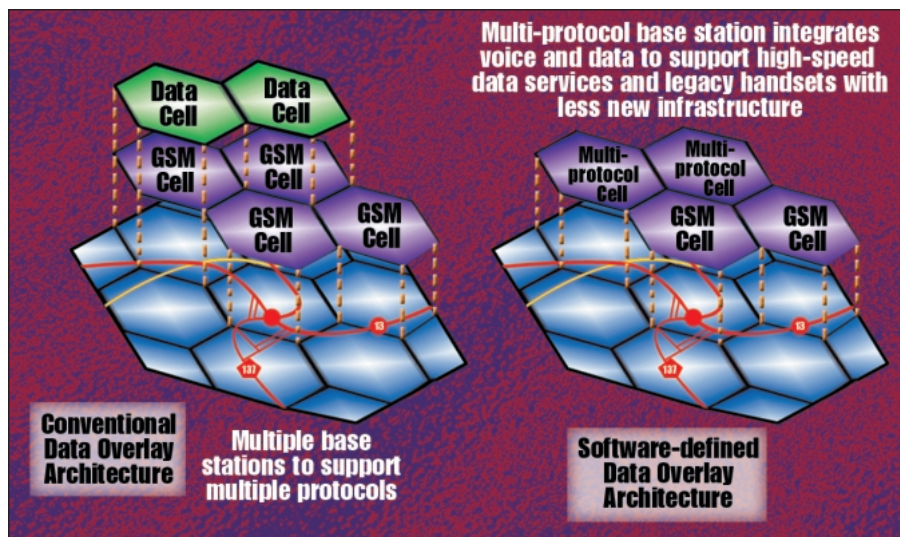 Multi-protocol base station integrates
voice and data to support high-speed
data services and legacy handsets with
less new infrastructure
Data
Cell
Data
Cell
GSM
Cell
GSM
Cell
GSM
Cell
GSM
Cell
13
137
Conventional
Data Overlay
Architecture
Multiple base
stations to support
multiple protocols
Multi-
protocol
Cell
Multi-
protocol
Cell
GSM
Cell
GSM
Cell
13
137
Software-defined
Data Overlay
Architecture